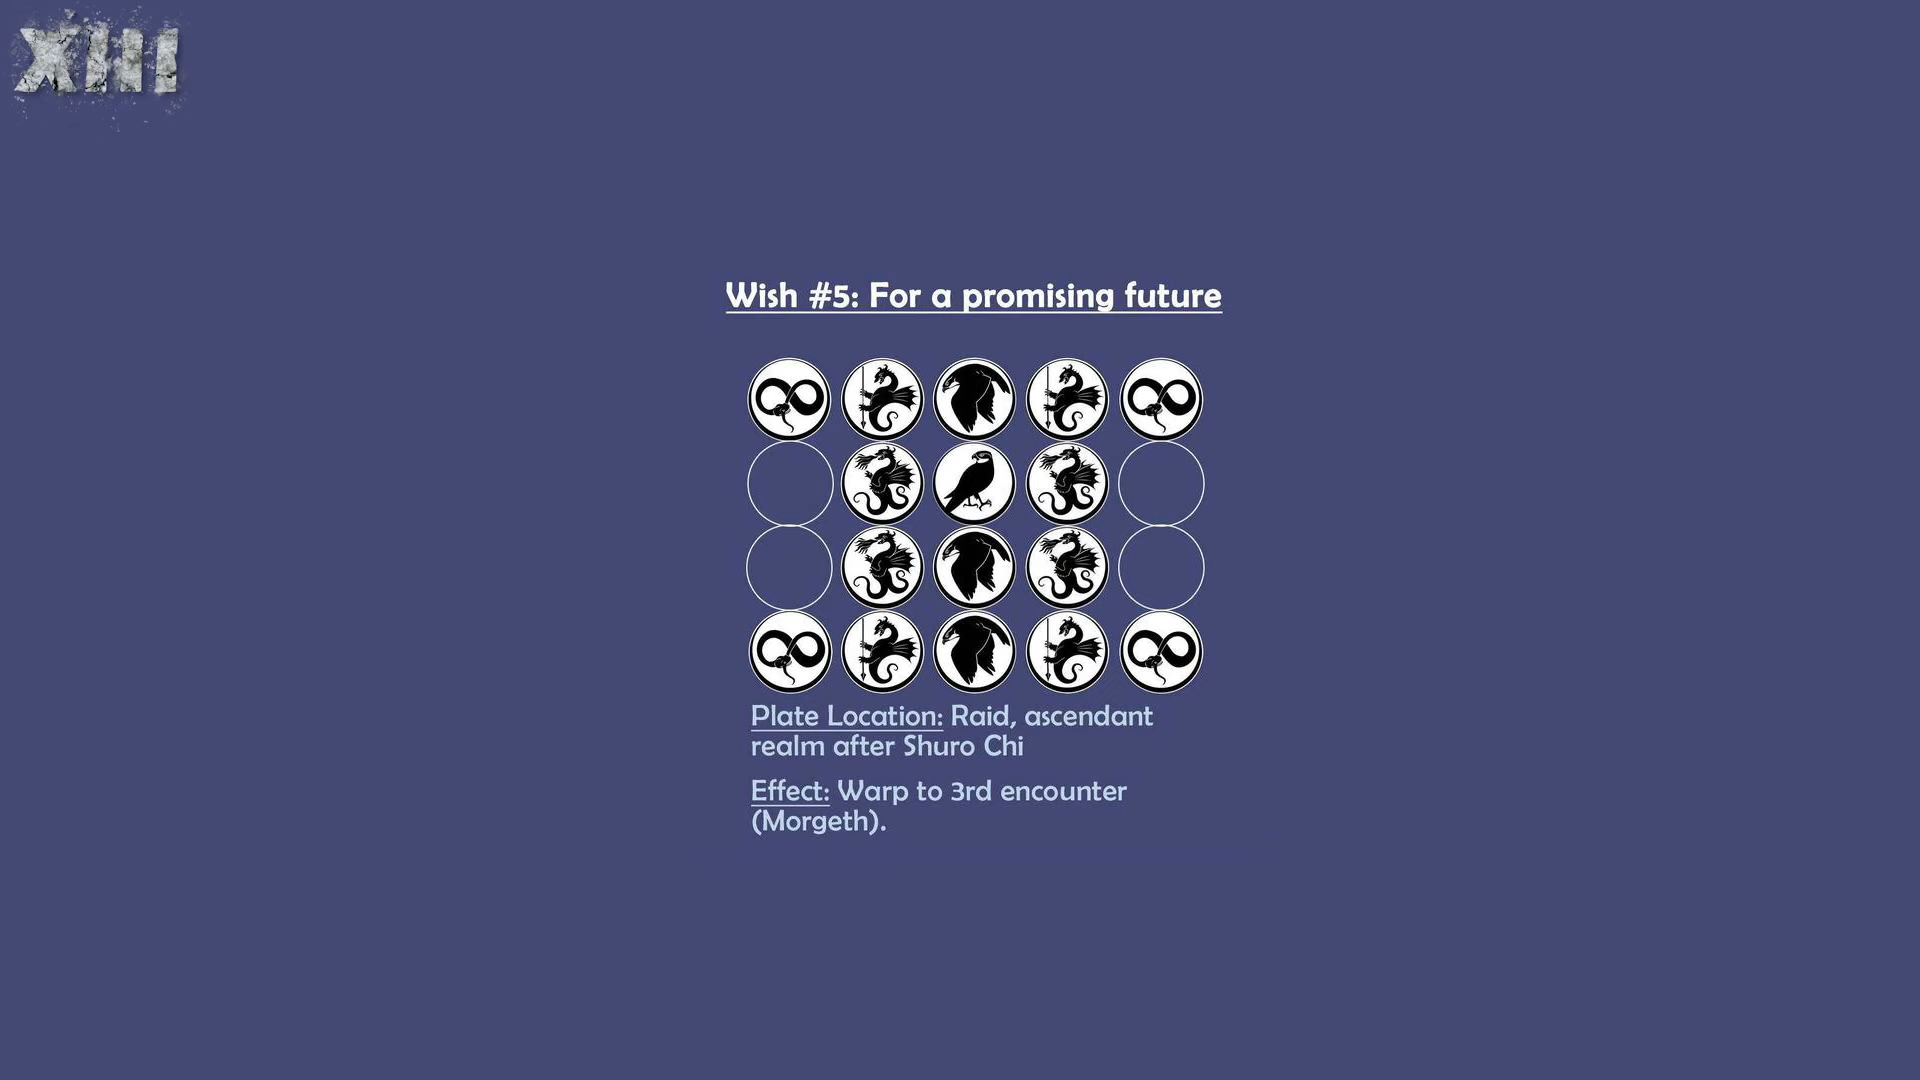 XIII
Wish #5: For a promising future
Plate Location: Raid, ascendant
realm after Shuro Chi
Effect: Warp to 3rd encounter
(Morgeth).